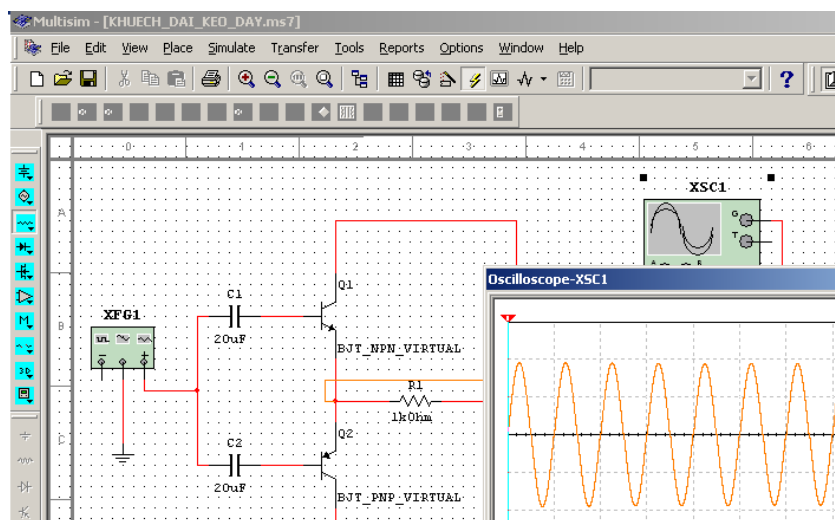 Multisim - [KHUECH_DAI_KEO_DAY.ms7]
File Edit View Place Simulate Transfer Tools Reports Options Window Help
0 1 2 3 4 5 6
XSC1
G
T
A B
A
Oscilloscope-XSC1
Q1
C1
XFG1
B
20uF
BJT_NPN_VIRTUAL
R1
1kOhm
C
Q2
C2
20uF
BJT_PNP_VIRTUAL